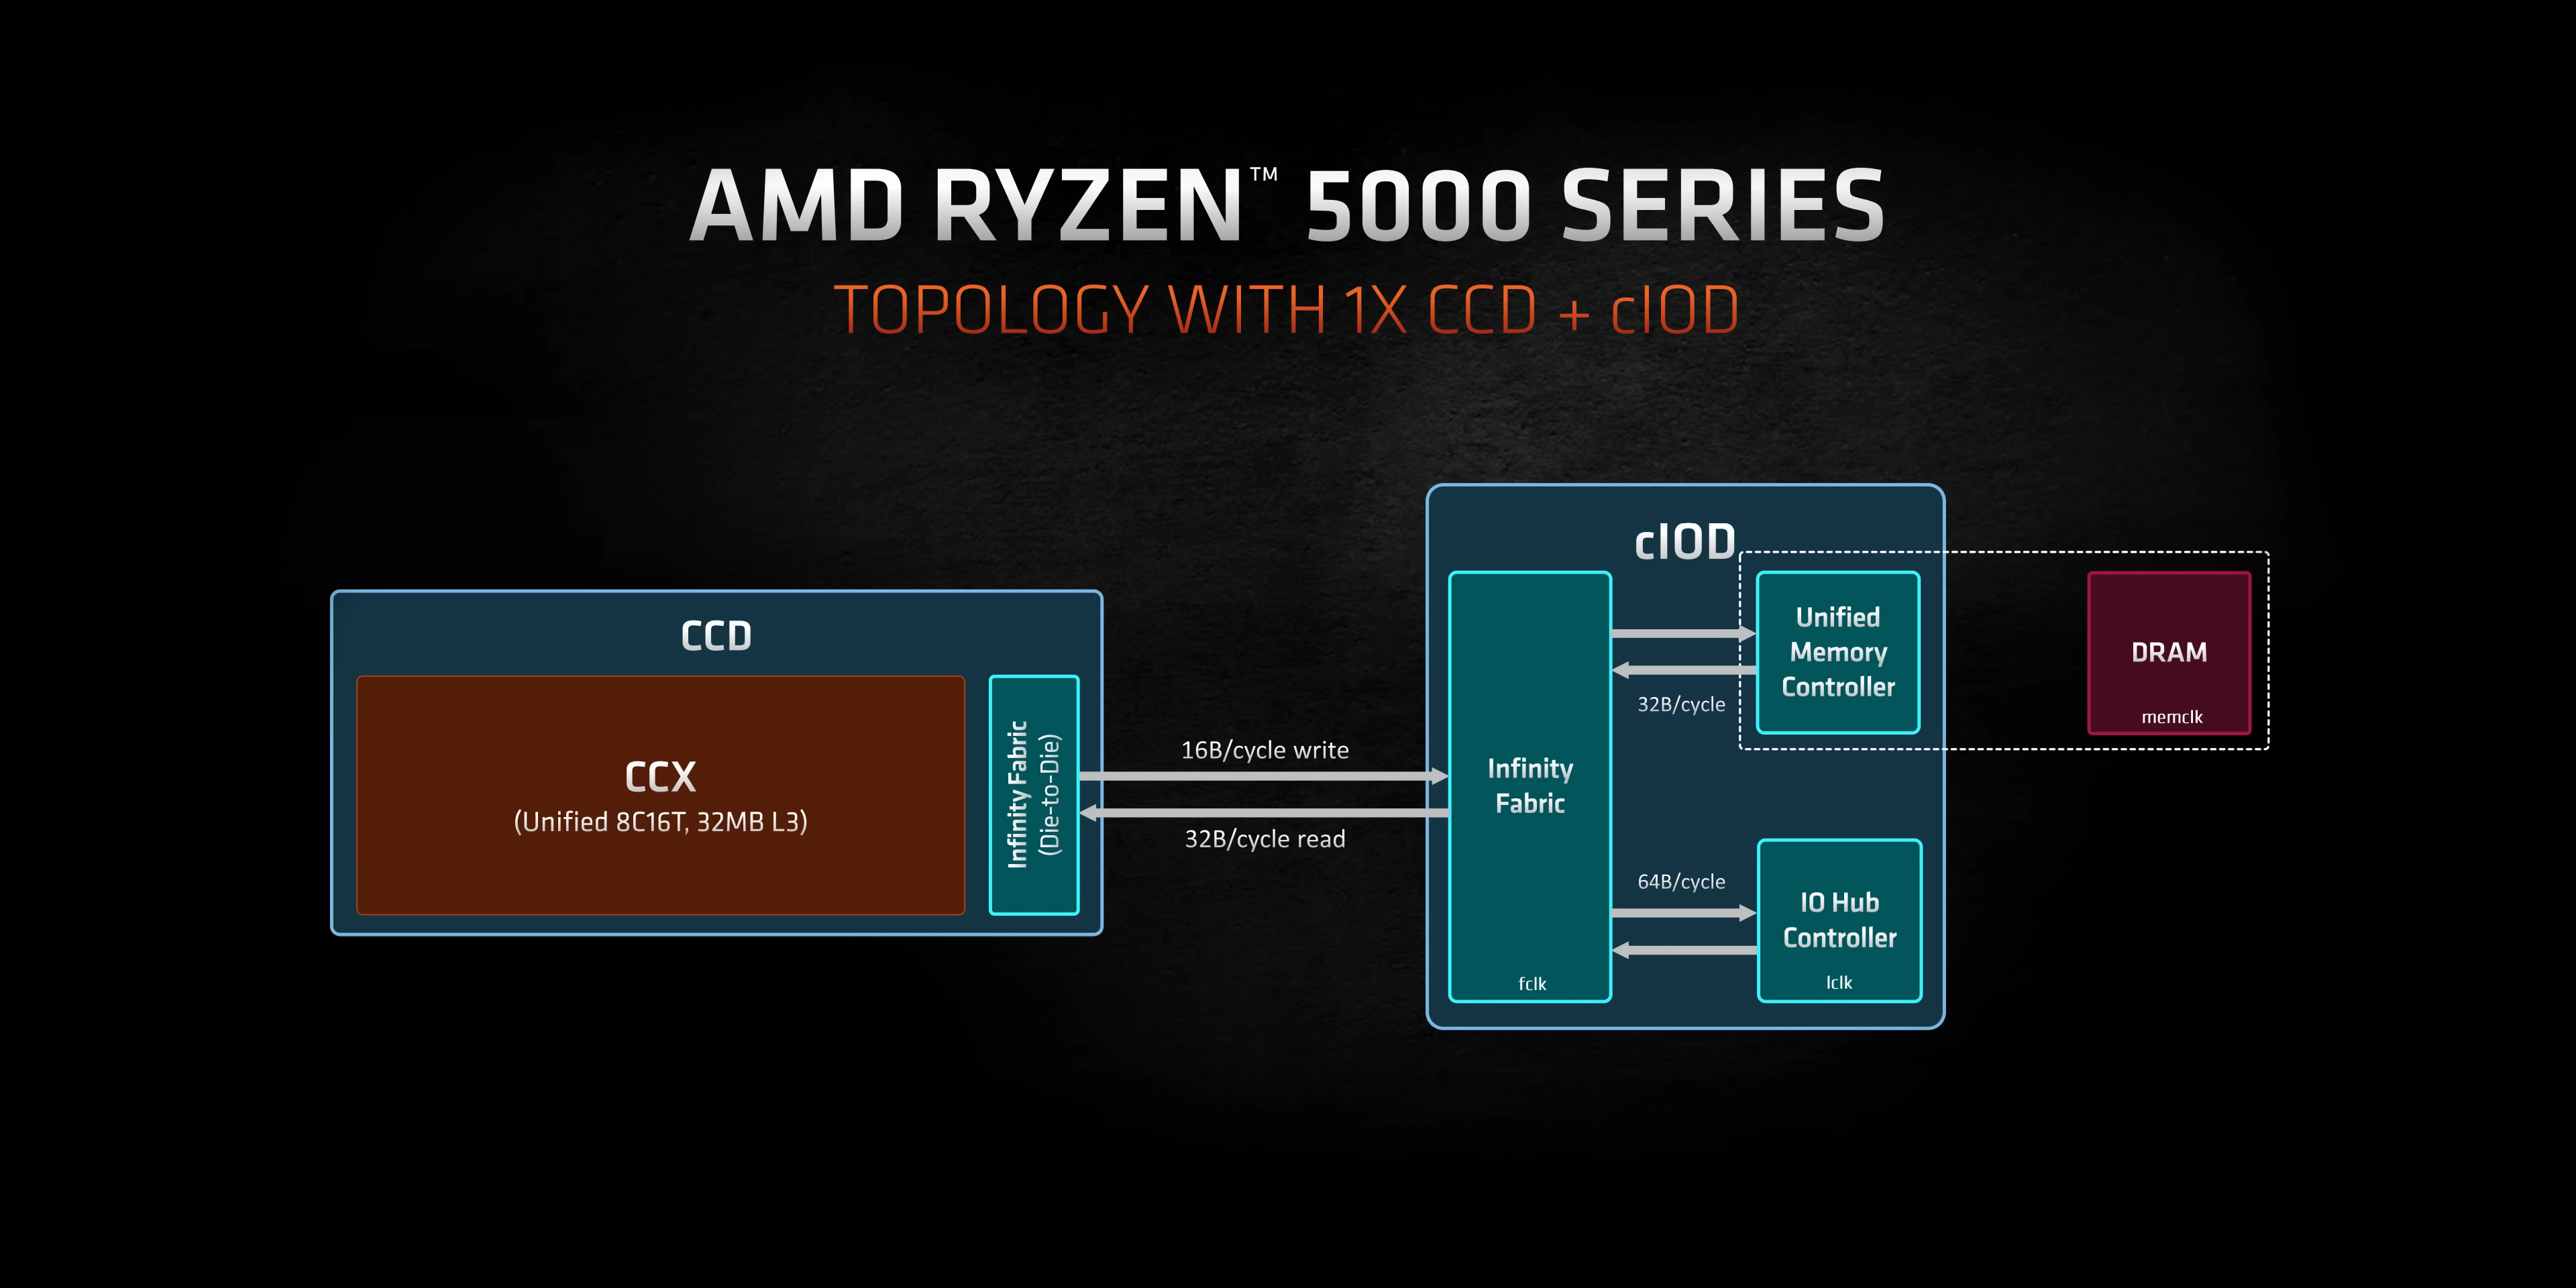 AMD RYZEN™ 5000 SERIES
TOPOLOGY WITH 1X CCD + cIOD
CCD
CCX
(Unified 8C16T, 32MB L3)
Infinity Fabric
(Die-to-Die)
16B/cycle write
32B/cycle read
cIOD
Infinity
Fabric
fclk
32B/cycle
64B/cycle
Unified
Memory
Controller
IO Hub
Controller
lclk
DRAM
memclk